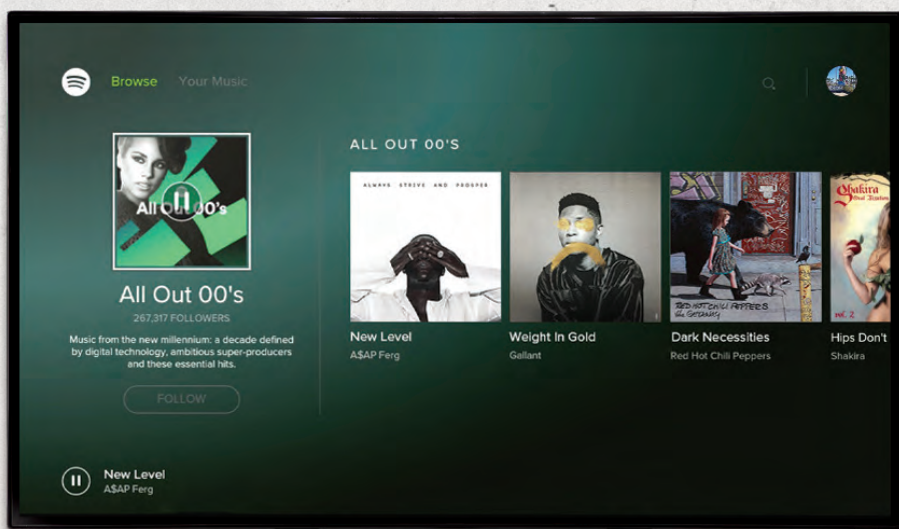 Browse Your Music
All Out 00's
ALL OUT 00'S
ALWAYS STRIVE AND PROSPER
RED HOT CHILI PEPPERS
the Getaway
Shakira
vol. 2
All Out 00's
267,317 FOLLOWERS
Music from the new millennium: a decade defined
by digital technology, ambitious super-producers
and these essential hits.
FOLLOW
New Level
A$AP Ferg
Weight In Gold
Gallant
Dark Necessities
Red Hot Chili Peppers
Hips Don't
Shakira
New Level
A$AP Ferg